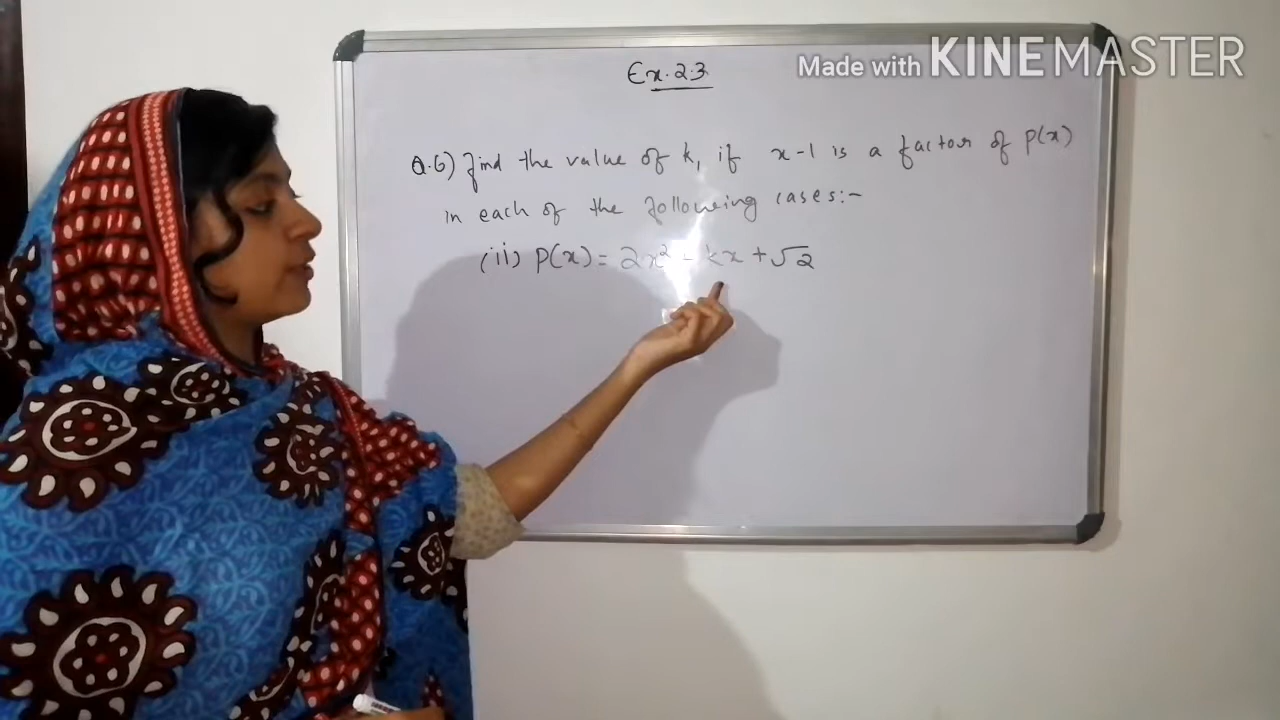 Made with KINEMASTER
Ex. 2.3
Q.6) find the value of k, if x-1 is a factor of P(x)
in each of the following cases:-
(ii) P(x) = 2x² - kx + √2